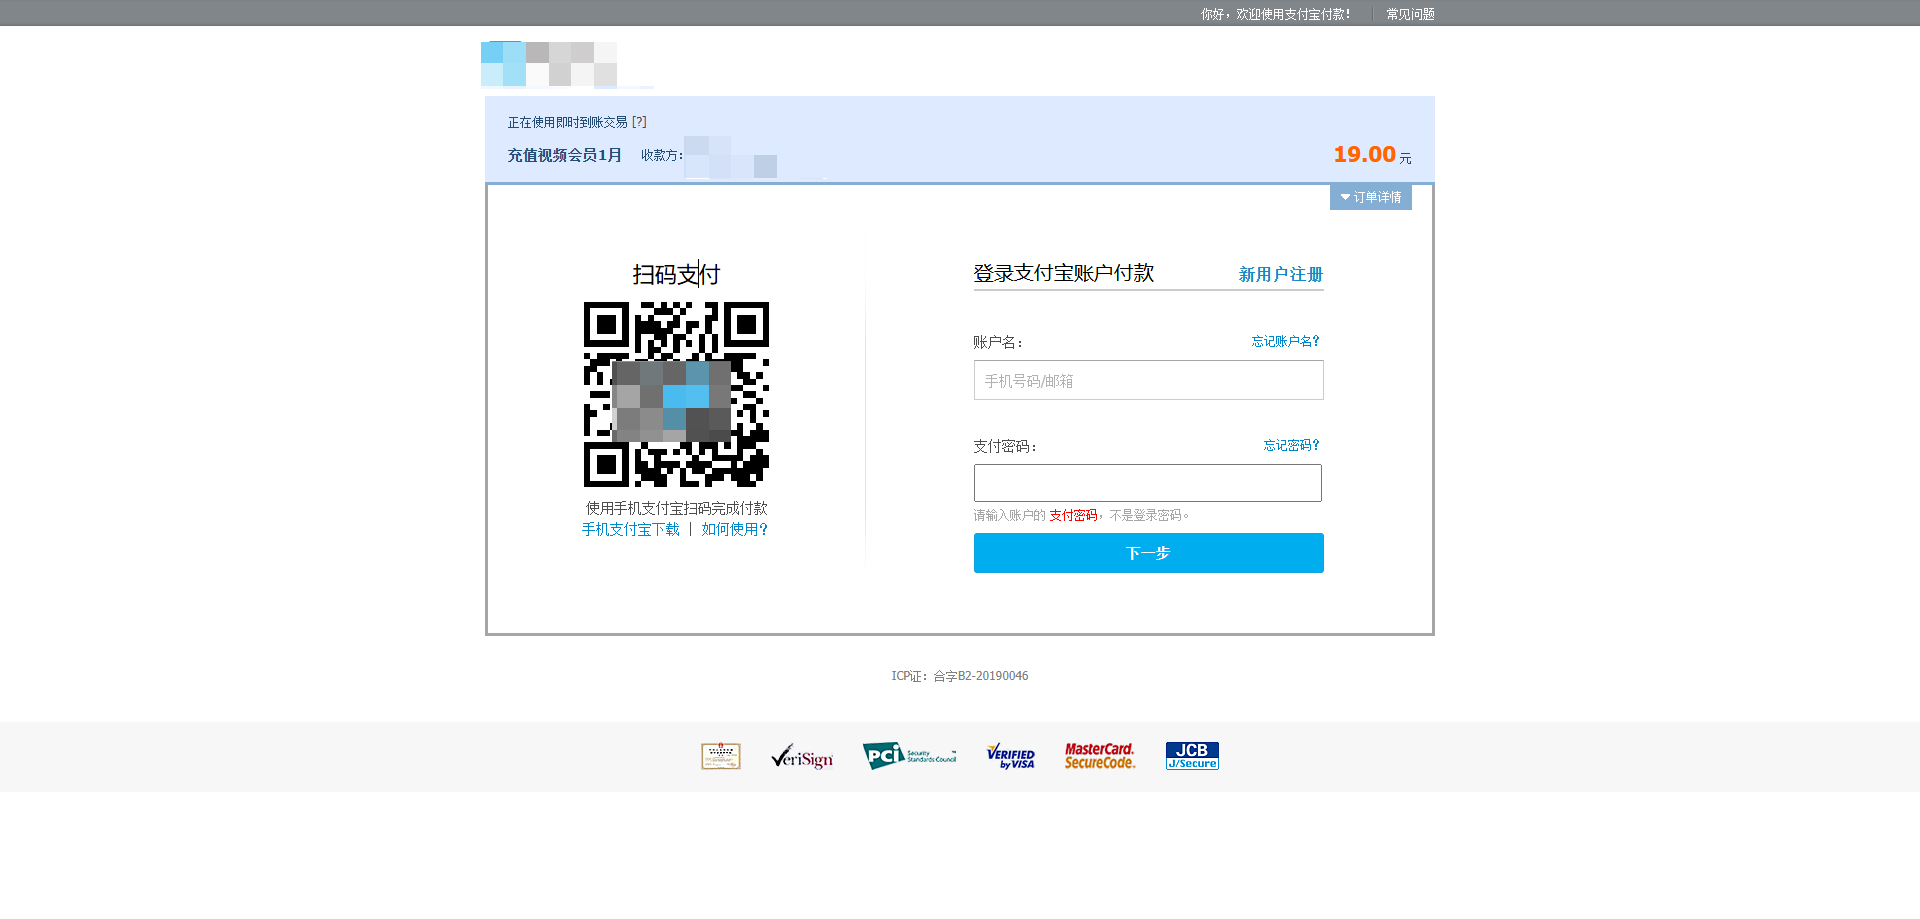 你好，欢迎使用支付宝付款！ 常见问题
正在使用即时到账交易 [?]
充值视频会员1月 收款方：
19.00 元
订单详情
扫码支付
使用手机支付宝扫码完成付款
手机支付宝下载 | 如何使用?
登录支付宝账户付款 新用户注册
账户名： 忘记账户名?
手机号码/邮箱
支付密码： 忘记密码?
请输入账户的 支付密码，不是登录密码。
下一步
ICP证：合字B2-20190046
VeriSign
PCI Security Standards Council
VERIFIED by VISA
MasterCard. SecureCode.
JCB J/Secure